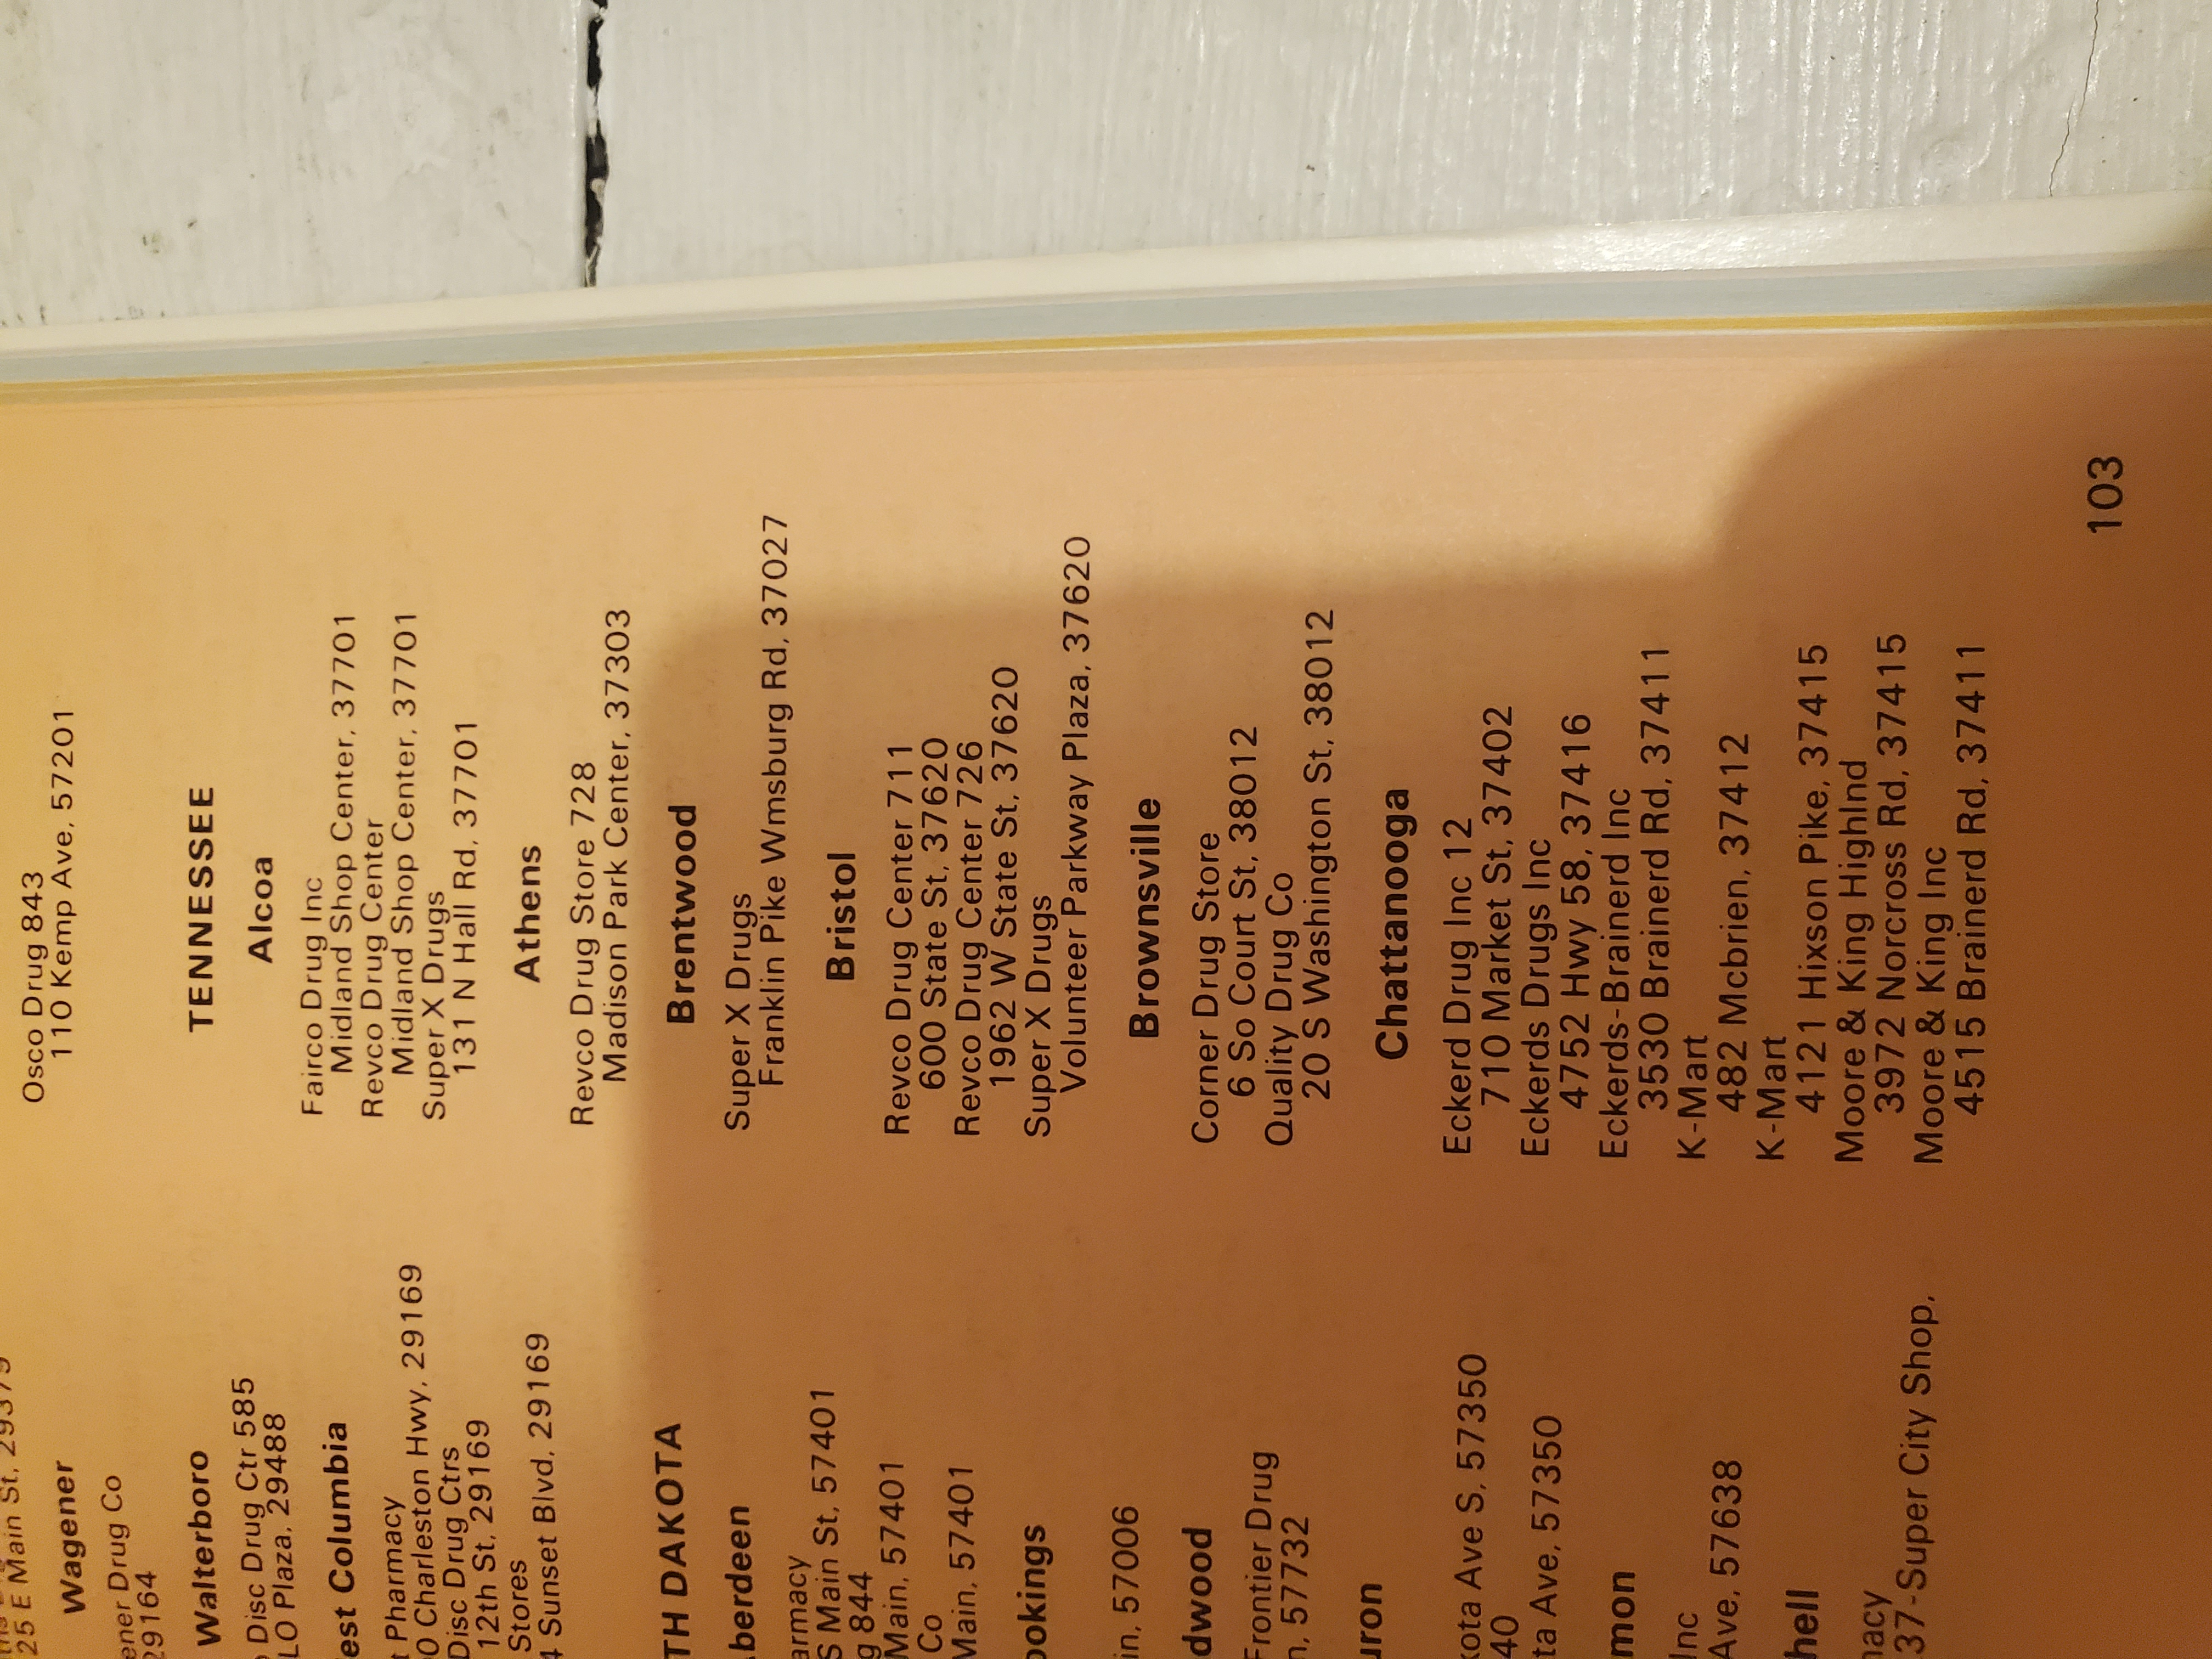 25 E Main St, 29379
Wagener
ener Drug Co
29164
Walterboro
Disc Drug Ctr 585
LO Plaza, 29488
est Columbia
t Pharmacy
0 Charleston Hwy, 29169
Disc Drug Ctrs
12th St, 29169
Stores
4 Sunset Blvd, 29169
TH DAKOTA
berdeen
armacy
S Main St, 57401
g 844
Main, 57401
Co
Main, 57401
ookings
in, 57006
dwood
Frontier Drug
n, 57732
uron
kota Ave S, 57350
40
ta Ave, 57350
mon
Inc
Ave, 57638
hell
nacy
37-Super City Shop,
Osco Drug 843
110 Kemp Ave, 57201
TENNESSEE
Alcoa
Fairco Drug Inc
Midland Shop Center, 37701
Revco Drug Center
Midland Shop Center, 37701
Super X Drugs
131 N Hall Rd, 37701
Athens
Revco Drug Store 728
Madison Park Center, 37303
Brentwood
Super X Drugs
Franklin Pike Wmsburg Rd, 37027
Bristol
Revco Drug Center 711
600 State St, 37620
Revco Drug Center 726
1962 W State St, 37620
Super X Drugs
Volunteer Parkway Plaza, 37620
Brownsville
Corner Drug Store
6 So Court St, 38012
Quality Drug Co
20 S Washington St, 38012
Chattanooga
Eckerd Drug Inc 12
710 Market St, 37402
Eckerds Drugs Inc
4752 Hwy 58, 37416
Eckerds-Brainerd Inc
3530 Brainerd Rd, 37411
K-Mart
482 Mcbrien, 37412
K-Mart
4121 Hixson Pike, 37415
Moore & King Highlnd
3972 Norcross Rd, 37415
Moore & King Inc
4515 Brainerd Rd, 37411
103